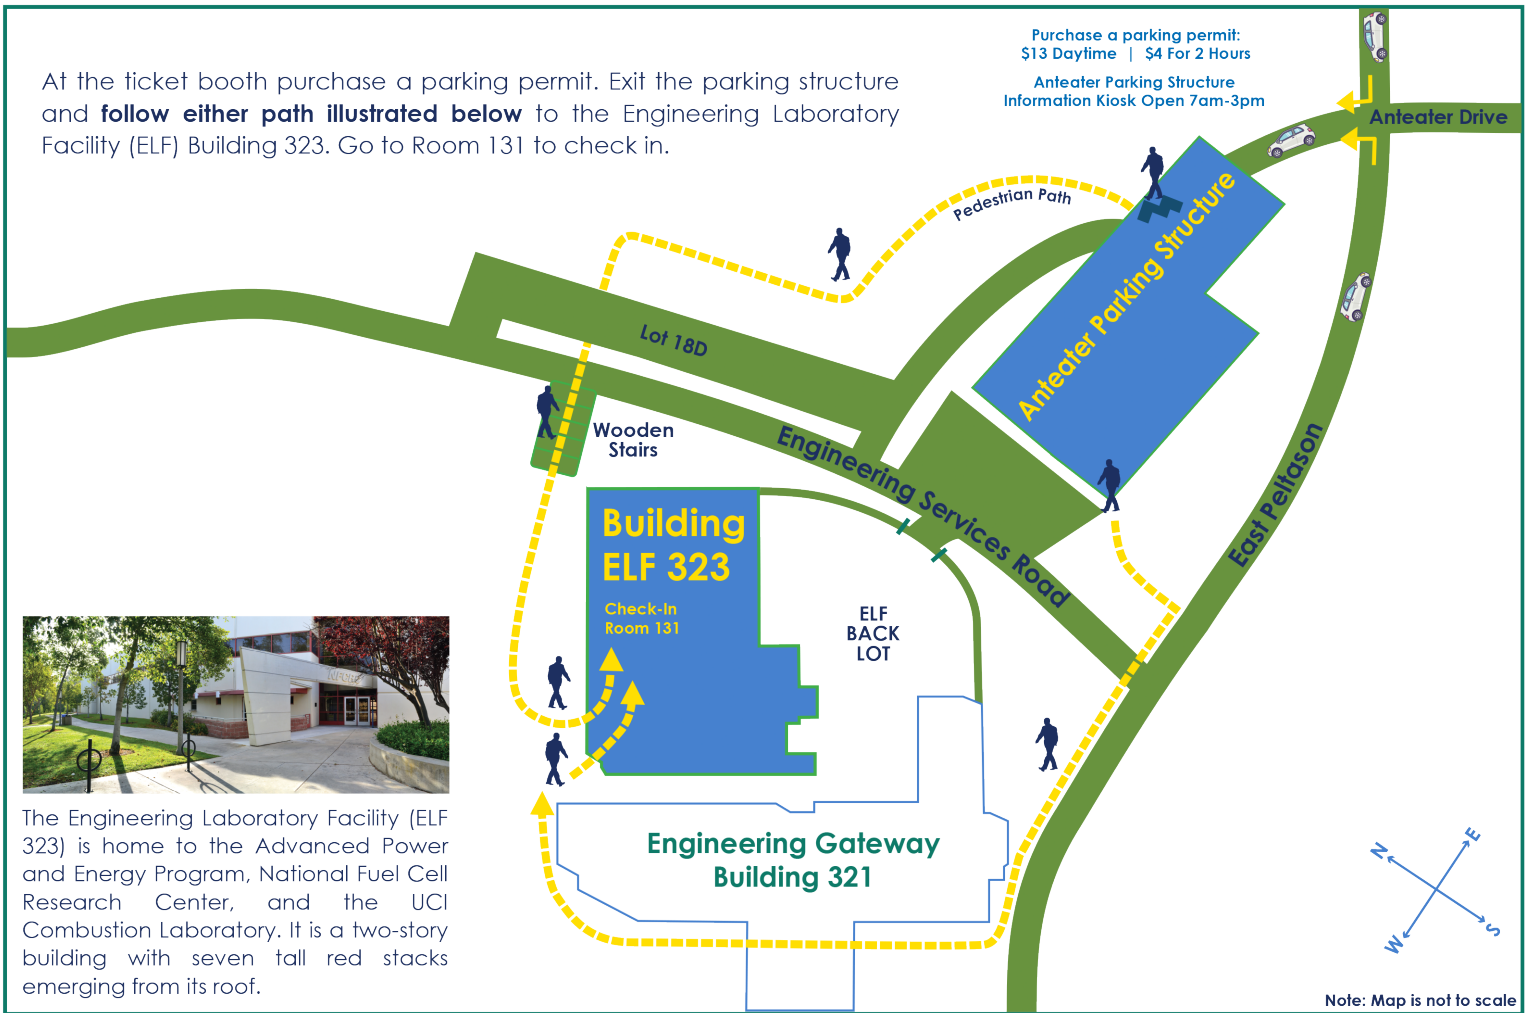 At the ticket booth purchase a parking permit. Exit the parking structure
and follow either path illustrated below to the Engineering Laboratory
Facility (ELF) Building 323. Go to Room 131 to check in.
Purchase a parking permit:
$13 Daytime | $4 For 2 Hours
Anteater Parking Structure
Information Kiosk Open 7am-3pm
Anteater Drive
Pedestrian Path
Anteater Parking Structure
Lot 18D
Wooden
Stairs
Engineering Services Road
East Peltason
Building
ELF 323
Check-In
Room 131
ELF
BACK
LOT
Engineering Gateway
Building 321
The Engineering Laboratory Facility (ELF
323) is home to the Advanced Power
and Energy Program, National Fuel Cell
Research Center, and the UCI
Combustion Laboratory. It is a two-story
building with seven tall red stacks
emerging from its roof.
N
E
W
S
Note: Map is not to scale